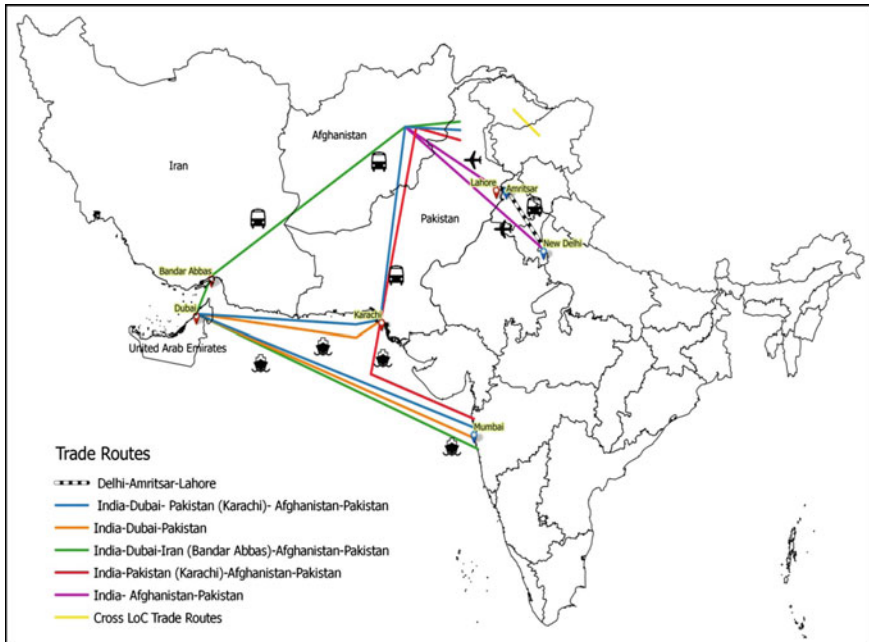 Afghanistan
Iran
Lahore
Amritsar
Pakistan
New Delhi
Bandar Abbas
Dubai
Karachi
United Arab Emirates
Mumbai
Trade Routes
Delhi-Amritsar-Lahore
India-Dubai- Pakistan (Karachi)- Afghanistan-Pakistan
India-Dubai-Pakistan
India-Dubai-Iran (Bandar Abbas)-Afghanistan-Pakistan
India-Pakistan (Karachi)-Afghanistan-Pakistan
India- Afghanistan-Pakistan
Cross LoC Trade Routes